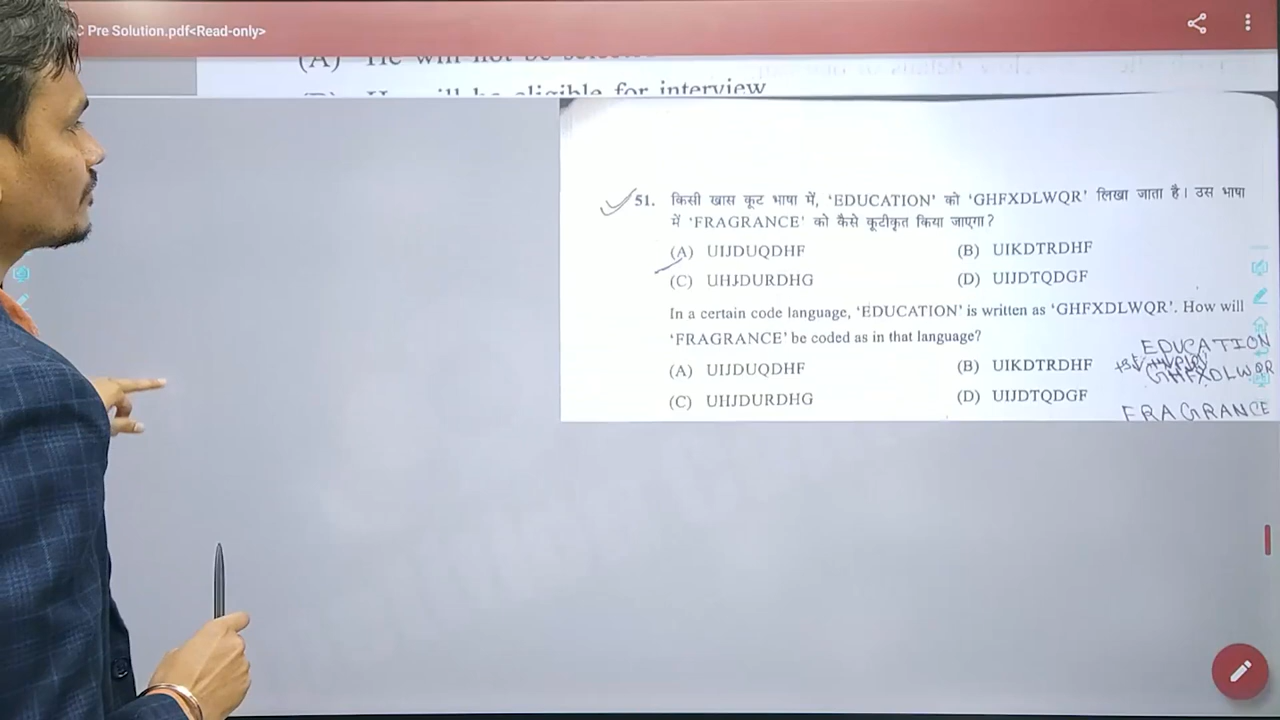 C Pre Solution.pdf<Read-only>
(A) He will not be
(B) eligible for interview
51. किसी खास कूट भाषा में, 'EDUCATION' को 'GHFXDLWQR' लिखा जाता है। उस भाषा
में 'FRAGRANCE' को कैसे कूटीकृत किया जाएगा?
(A) UIJDUQDHF (B) UIKDTRDHF
(C) UHJDURDHG (D) UIJDTQDGF
In a certain code language, 'EDUCATION' is written as 'GHFXDLWQR'. How will
'FRAGRANCE' be coded as in that language?
(A) UIJDUQDHF (B) UIKDTRDHF
(C) UHJDURDHG (D) UIJDTQDGF
EDUCATION
GHFXDLWQR
FRAGRANCE